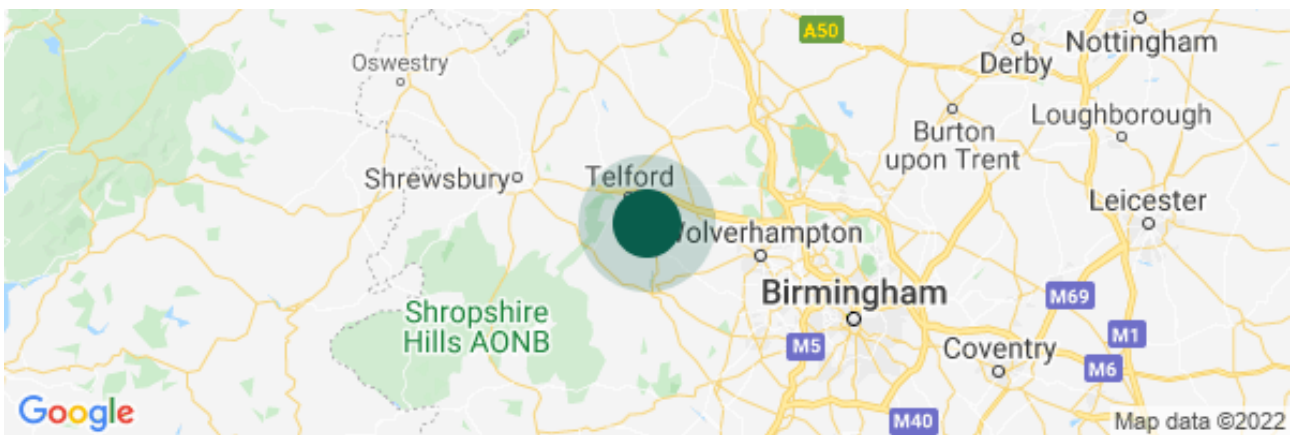 A50
Nottingham
Derby
Oswestry
Loughborough
Burton
upon Trent
Telford
Shrewsbury
Leicester
Wolverhampton
Birmingham
M69
Shropshire
Hills AONB
M5
Coventry
M1
M6
M40
Google
Map data ©2022